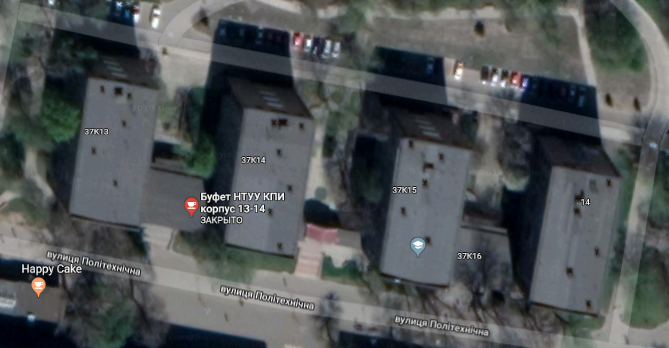 37К13
37К14
Буфет НТУУ КПИ
корпус 13-14
ЗАКРЫТО
37К15
14
37К16
вулиця Політехнічна
Happy Cake
вулиця Політехнічна
вулиця Політехнічна